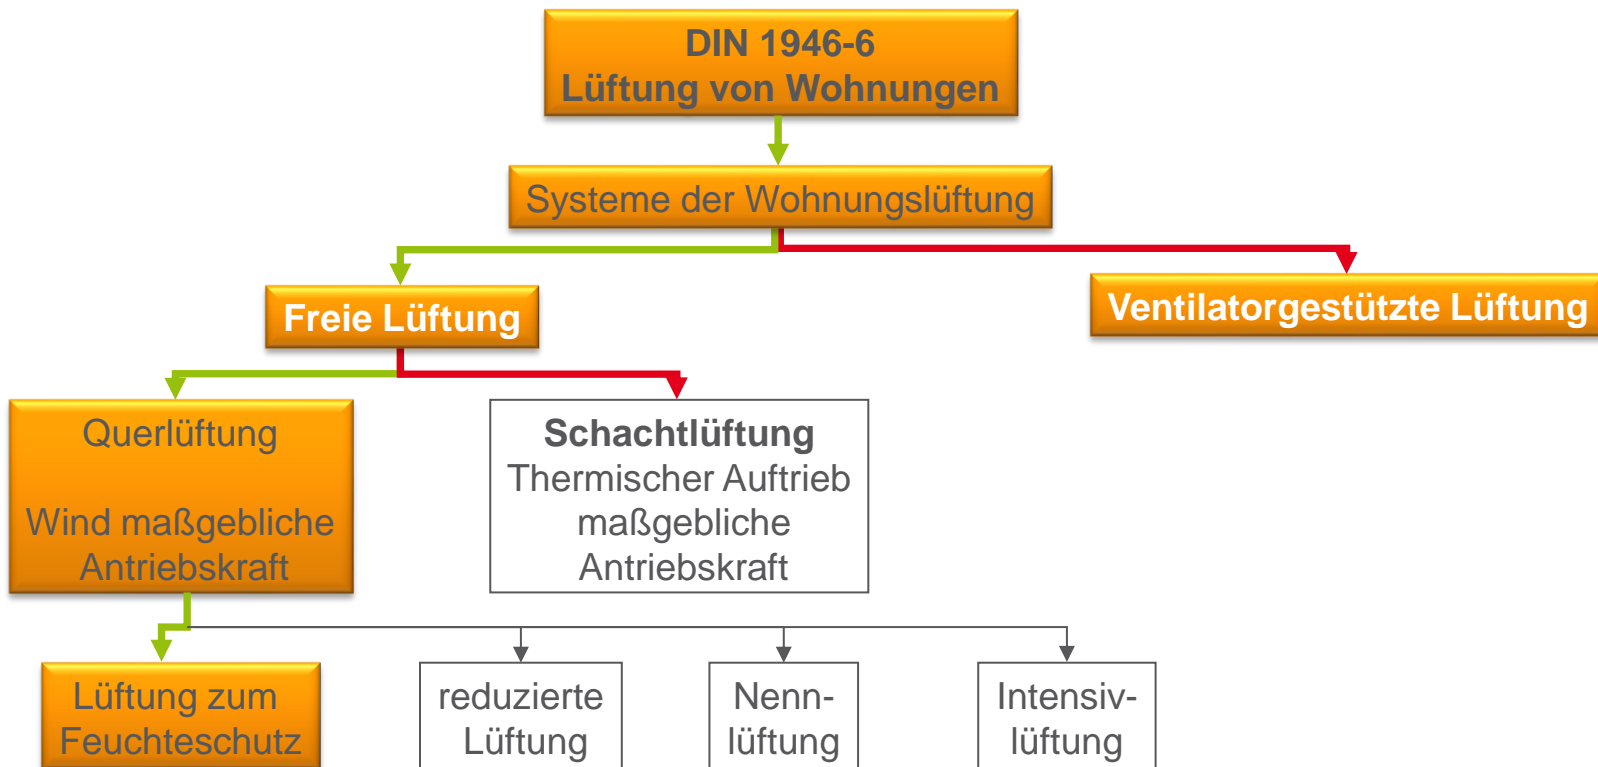 DIN 1946-6
Lüftung von Wohnungen
Systeme der Wohnungslüftung
Freie Lüftung
Ventilatorgestützte Lüftung
Querlüftung
Wind maßgebliche
Antriebskraft
Schachtlüftung
Thermischer Auftrieb
maßgebliche
Antriebskraft
Lüftung zum
Feuchteschutz
reduzierte
Lüftung
Nenn-
lüftung
Intensiv-
lüftung